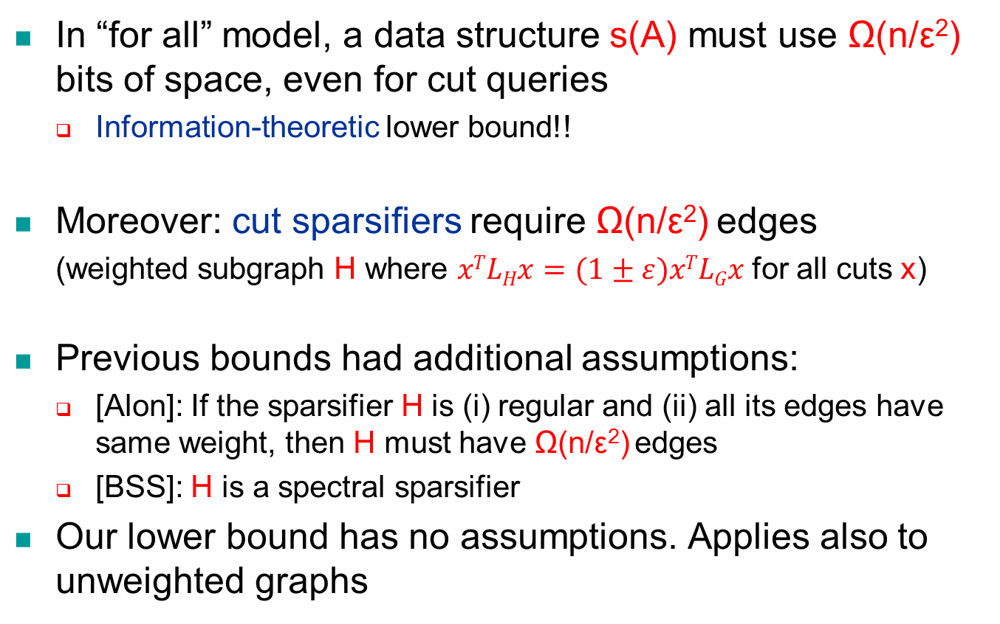 In “for all” model, a data structure s(A) must use Ω(n/ε²)
bits of space, even for cut queries
Information-theoretic lower bound!!
Moreover: cut sparsifiers require Ω(n/ε²) edges
(weighted subgraph H where $x^T L_H x = (1 \pm \varepsilon)x^T L_G x$ for all cuts x)
Previous bounds had additional assumptions:
[Alon]: If the sparsifier H is (i) regular and (ii) all its edges have
same weight, then H must have Ω(n/ε²) edges
[BSS]: H is a spectral sparsifier
Our lower bound has no assumptions. Applies also to
unweighted graphs